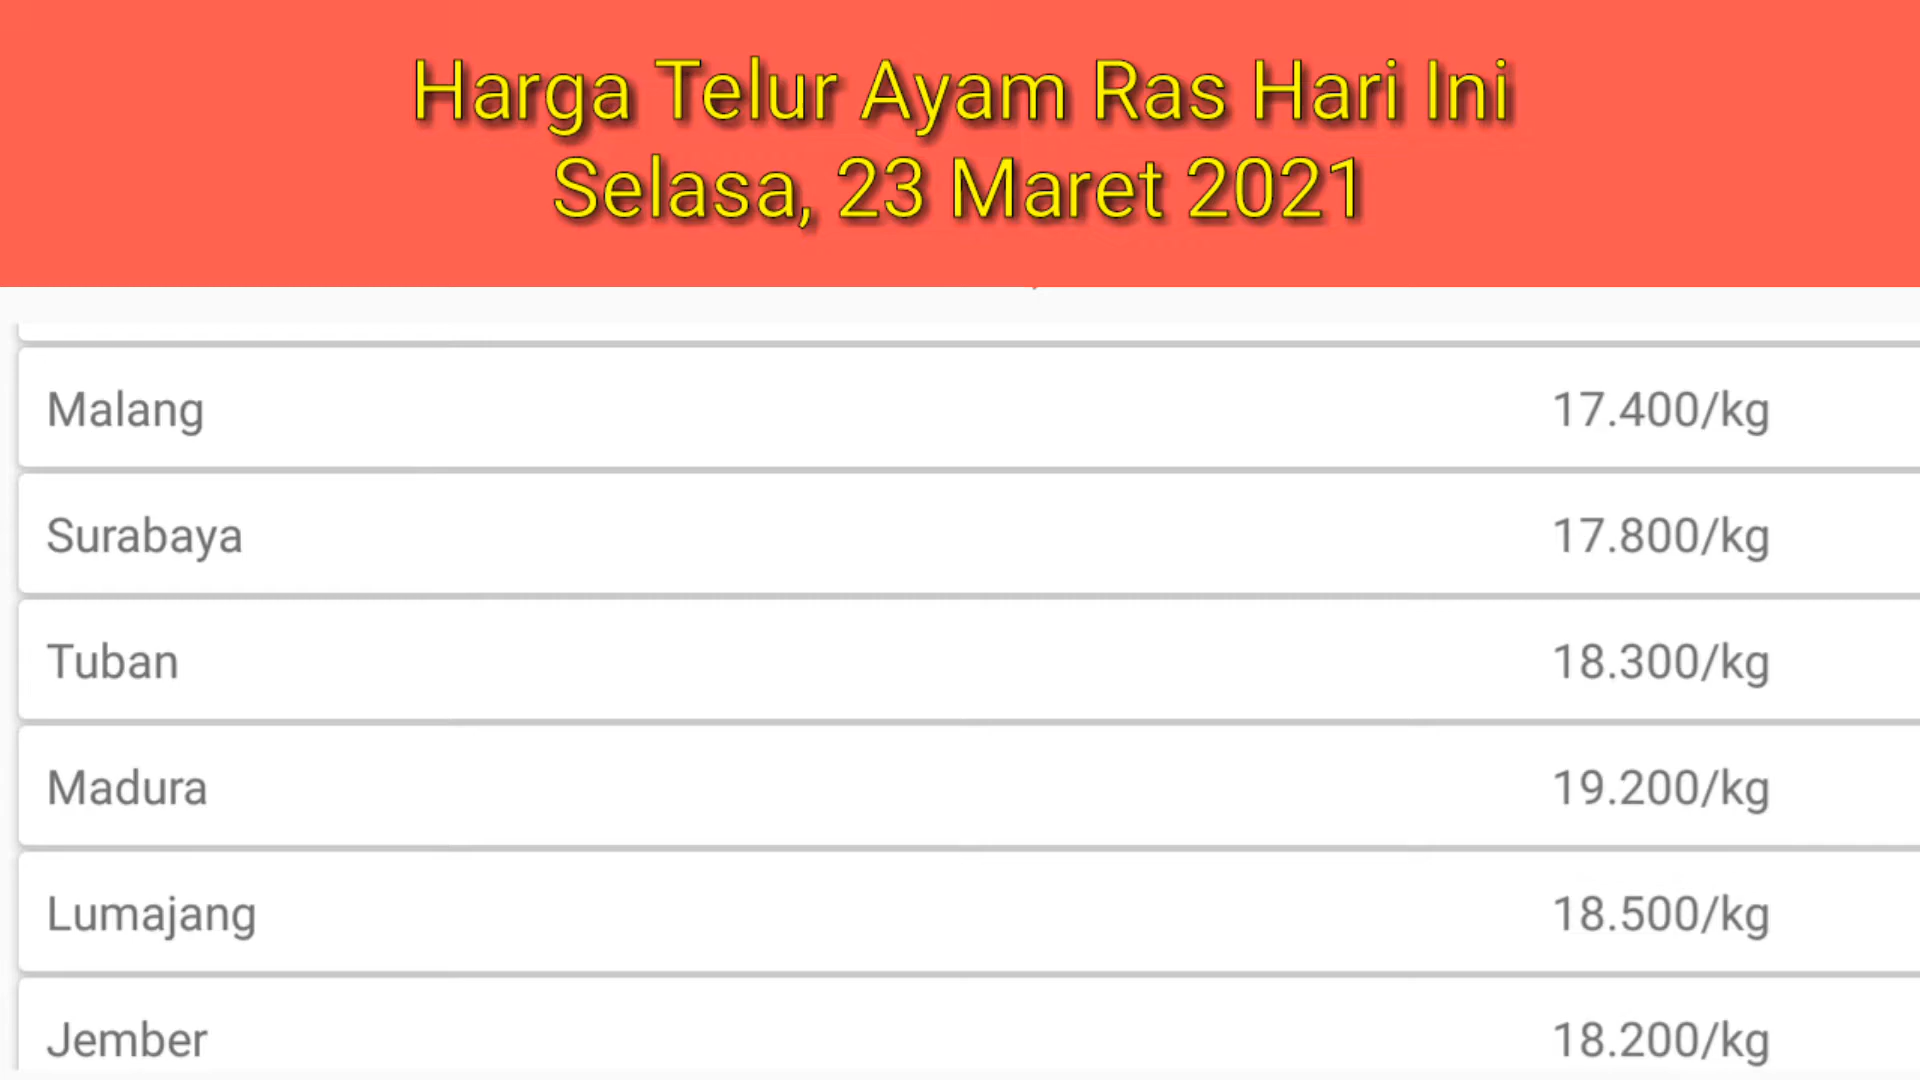 Harga Telur Ayam Ras Hari Ini
Selasa, 23 Maret 2021
Malang 17.400/kg
Surabaya 17.800/kg
Tuban 18.300/kg
Madura 19.200/kg
Lumajang 18.500/kg
Jember 18.200/kg